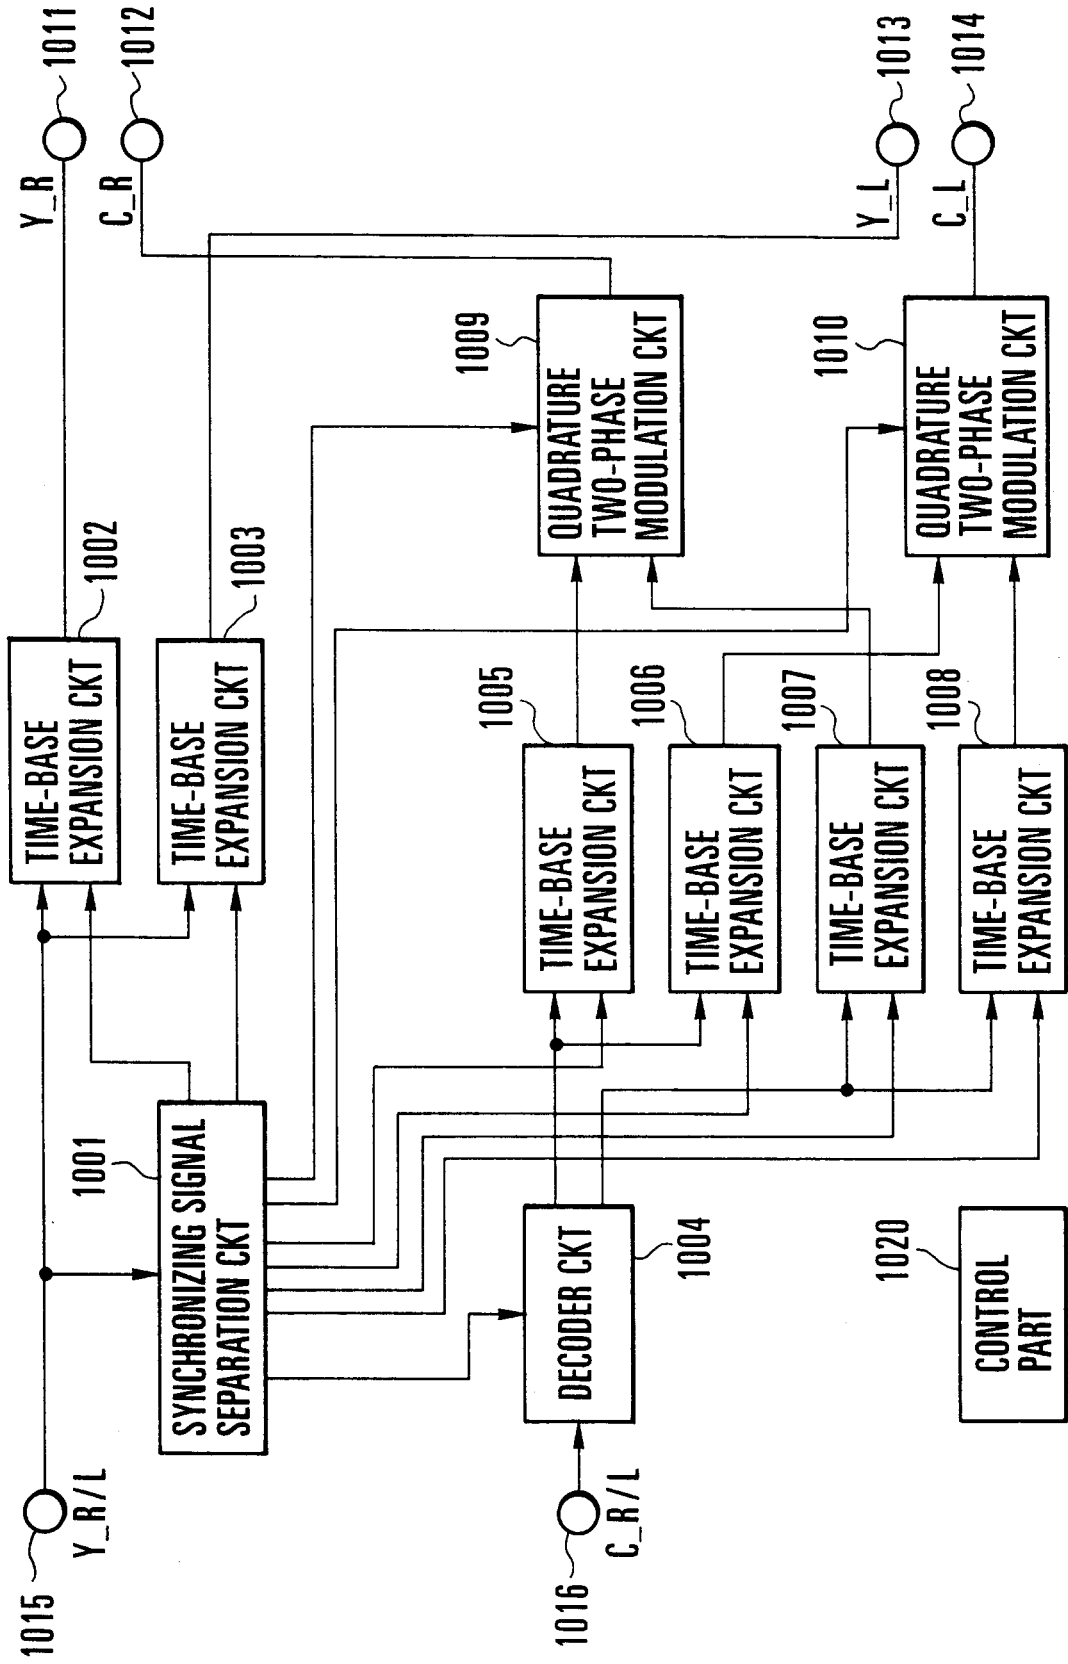 1015
Y_R/L
1001
SYNCHRONIZING SIGNAL
SEPARATION CKT
TIME-BASE
EXPANSION CKT
1002
TIME-BASE
EXPANSION CKT
1003
Y_R
1011
C_R
1012
1016
C_R/L
DECODER CKT
1004
TIME-BASE
EXPANSION CKT
1005
TIME-BASE
EXPANSION CKT
1006
TIME-BASE
EXPANSION CKT
1007
TIME-BASE
EXPANSION CKT
1008
QUADRATURE
TWO-PHASE
MODULATION CKT
1009
QUADRATURE
TWO-PHASE
MODULATION CKT
1010
Y_L
1013
C_L
1014
CONTROL
PART
1020